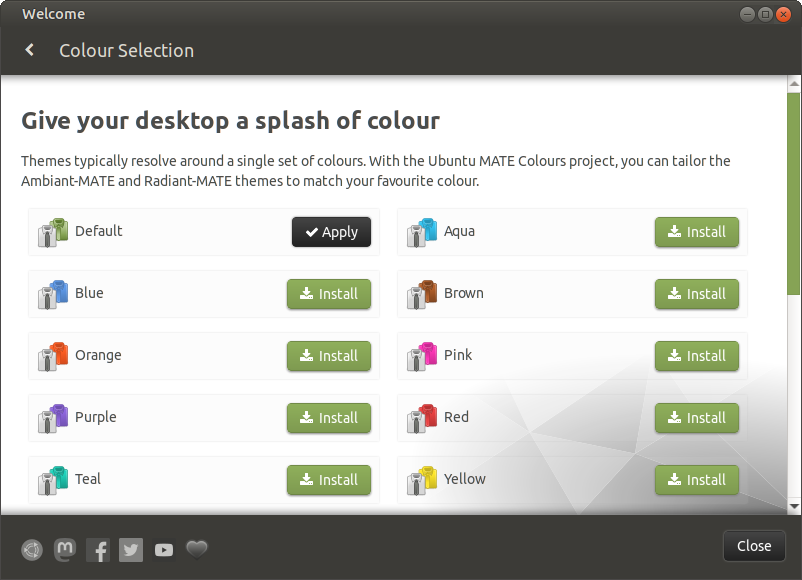 Welcome
Colour Selection
Give your desktop a splash of colour
Themes typically resolve around a single set of colours. With the Ubuntu MATE Colours project, you can tailor the
Ambiant-MATE and Radiant-MATE themes to match your favourite colour.
Default Apply Aqua Install
Blue Install Brown Install
Orange Install Pink Install
Purple Install Red Install
Teal Install Yellow Install
Close